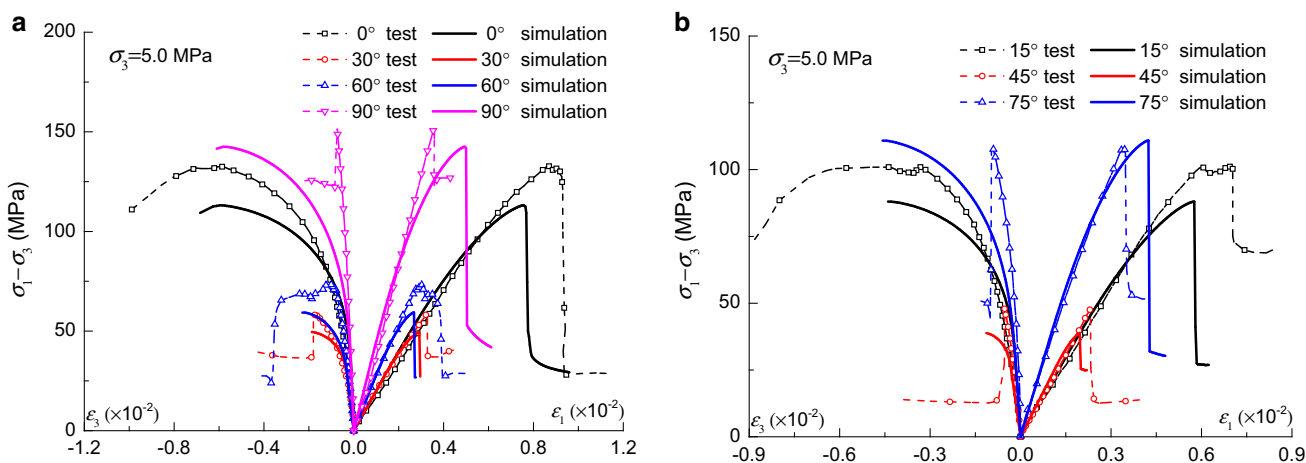 a
σ₃=5.0 MPa
0° test 0° simulation
30° test 30° simulation
60° test 60° simulation
90° test 90° simulation
σ₁–σ₃ (MPa)
200
150
100
50
0
ε₃ (×10⁻²)
ε₁ (×10⁻²)
-1.2 -0.8 -0.4 0.0 0.4 0.8 1.2
b
σ₃=5.0 MPa
15° test 15° simulation
45° test 45° simulation
75° test 75° simulation
σ₁–σ₃ (MPa)
150
100
50
0
ε₃ (×10⁻²)
ε₁ (×10⁻²)
-0.9 -0.6 -0.3 0.0 0.3 0.6 0.9